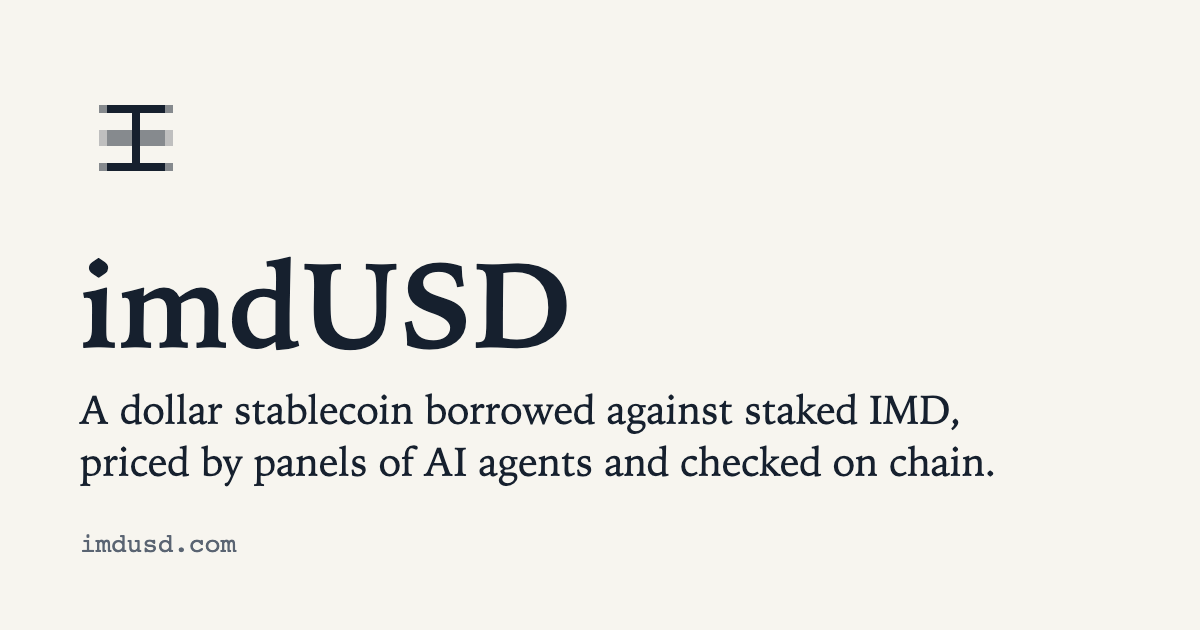 imdUSD
A dollar stablecoin borrowed against staked IMD,
priced by panels of AI agents and checked on chain.
imdusd.com